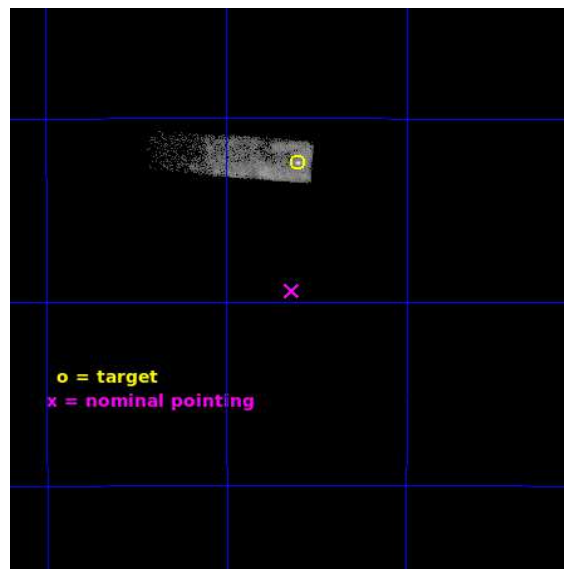 o = target
x = nominal pointing